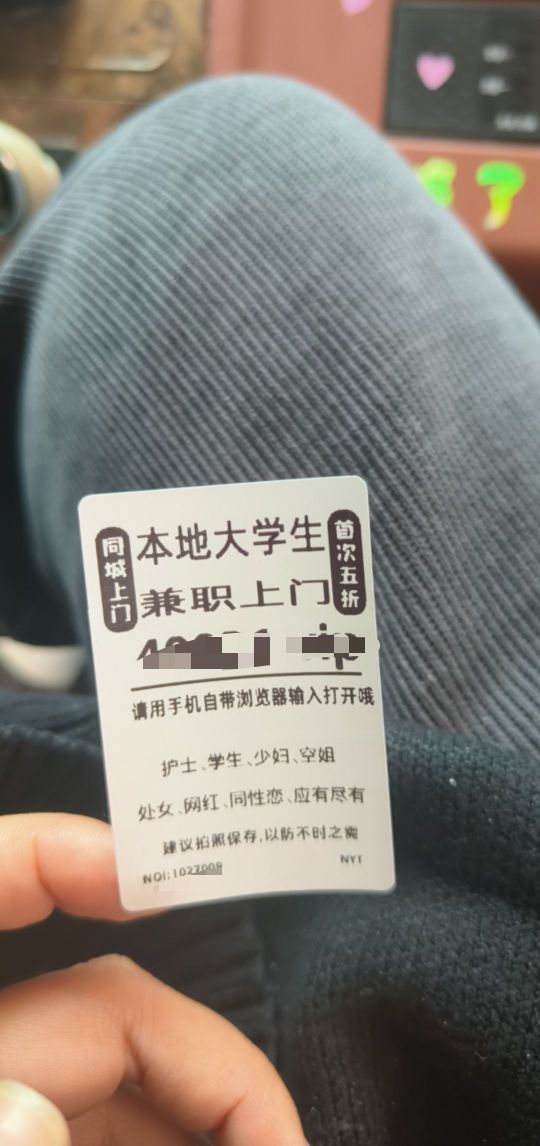 同城上门
本地大学生
首次五折
兼职上门
请用手机自带浏览器输入打开哦
护士、学生、少妇、空姐
处女、网红、同性恋、应有尽有
建议拍照保存,以防不时之需
NYT